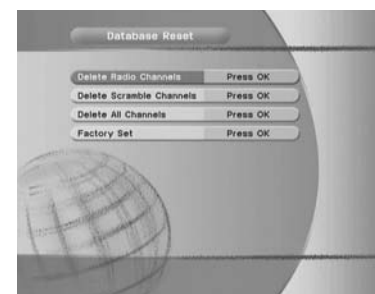 Database Reset
Delete Radio Channels Press OK
Delete Scramble Channels Press OK
Delete All Channels Press OK
Factory Set Press OK